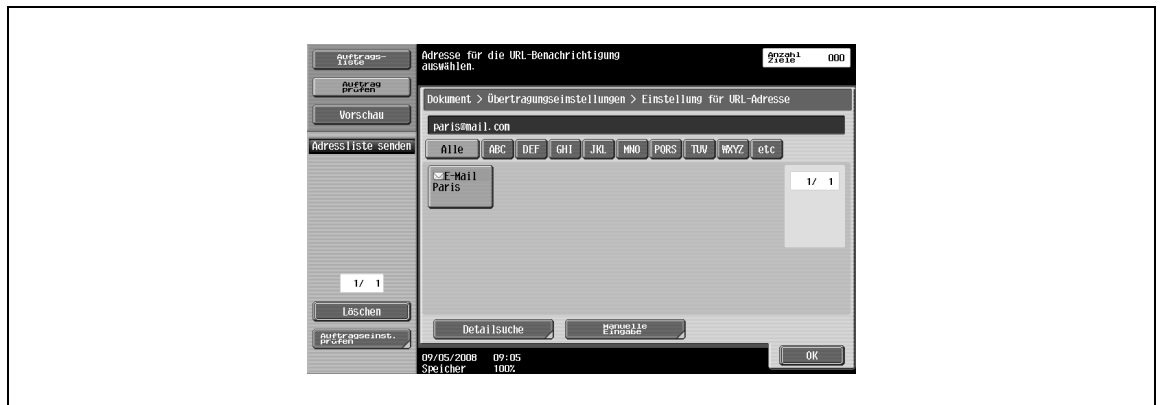 Auftrags-
liste
Auftrag
prüfen
Vorschau
Adressliste senden
1/ 1
Löschen
Auftragseinst.
prüfen
Adresse für die URL-Benachrichtigung
auswählen.
Anzahl
Ziele 000
Dokument > Übertragungseinstellungen > Einstellung für URL-Adresse
paris@mail.com
Alle ABC DEF GHI JKL MNO PQRS TUV WXYZ etc
E-Mail
Paris
1/ 1
Detailsuche
Manuelle
Eingabe
09/05/2008 09:05
Speicher 100%
OK